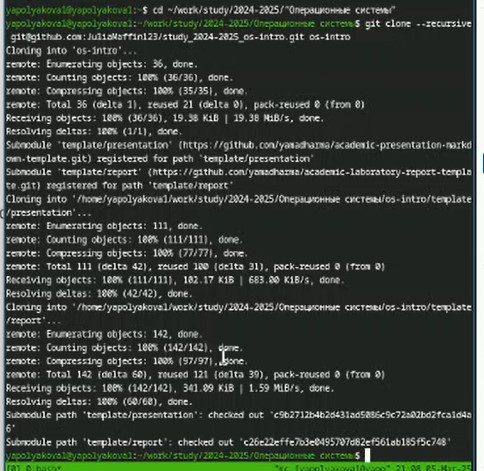 yapolyakova1@yapolyakova1:~$ cd ~/work/study/2024-2025/"Операционные системы"
yapolyakova1@yapolyakova1:~/work/study/2024-2025/Операционные системы$ git clone --recursive
git@github.com:JuliaMaffin123/study_2024-2025_os-intro.git os-intro
Cloning into 'os-intro'...
remote: Enumerating objects: 36, done.
remote: Counting objects: 100% (36/36), done.
remote: Compressing objects: 100% (35/35), done.
remote: Total 36 (delta 1), reused 21 (delta 0), pack-reused 0 (from 0)
Receiving objects: 100% (36/36), 19.38 KiB | 19.38 MiB/s, done.
Resolving deltas: 100% (1/1), done.
Submodule 'template/presentation' (https://github.com/yamadharma/academic-presentation-markd
own-template.git) registered for path 'template/presentation'
Submodule 'template/report' (https://github.com/yamadharma/academic-laboratory-report-templa
te.git) registered for path 'template/report'
Cloning into '/home/yapolyakova1/work/study/2024-2025/Операционные системы/os-intro/template
/presentation'...
remote: Enumerating objects: 111, done.
remote: Counting objects: 100% (111/111), done.
remote: Compressing objects: 100% (77/77), done.
remote: Total 111 (delta 42), reused 100 (delta 31), pack-reused 0 (from 0)
Receiving objects: 100% (111/111), 102.17 KiB | 683.00 KiB/s, done.
Resolving deltas: 100% (42/42), done.
Cloning into '/home/yapolyakova1/work/study/2024-2025/Операционные системы/os-intro/template
/report'...
remote: Enumerating objects: 142, done.
remote: Counting objects: 100% (142/142), done.
remote: Compressing objects: 100% (97/97), done.
remote: Total 142 (delta 60), reused 121 (delta 39), pack-reused 0 (from 0)
Receiving objects: 100% (142/142), 341.09 KiB | 1.59 MiB/s, done.
Resolving deltas: 100% (60/60), done.
Submodule path 'template/presentation': checked out 'c9b2712b4b2d431ad5086c9c72a02bd2fca1d4a
6'
Submodule path 'template/report': checked out 'c26e22effe7b3e0495707d82ef561ab185f5c748'
yapolyakova1@yapolyakova1:~/work/study/2024-2025/Операционные системы$
[0] 0:bash*